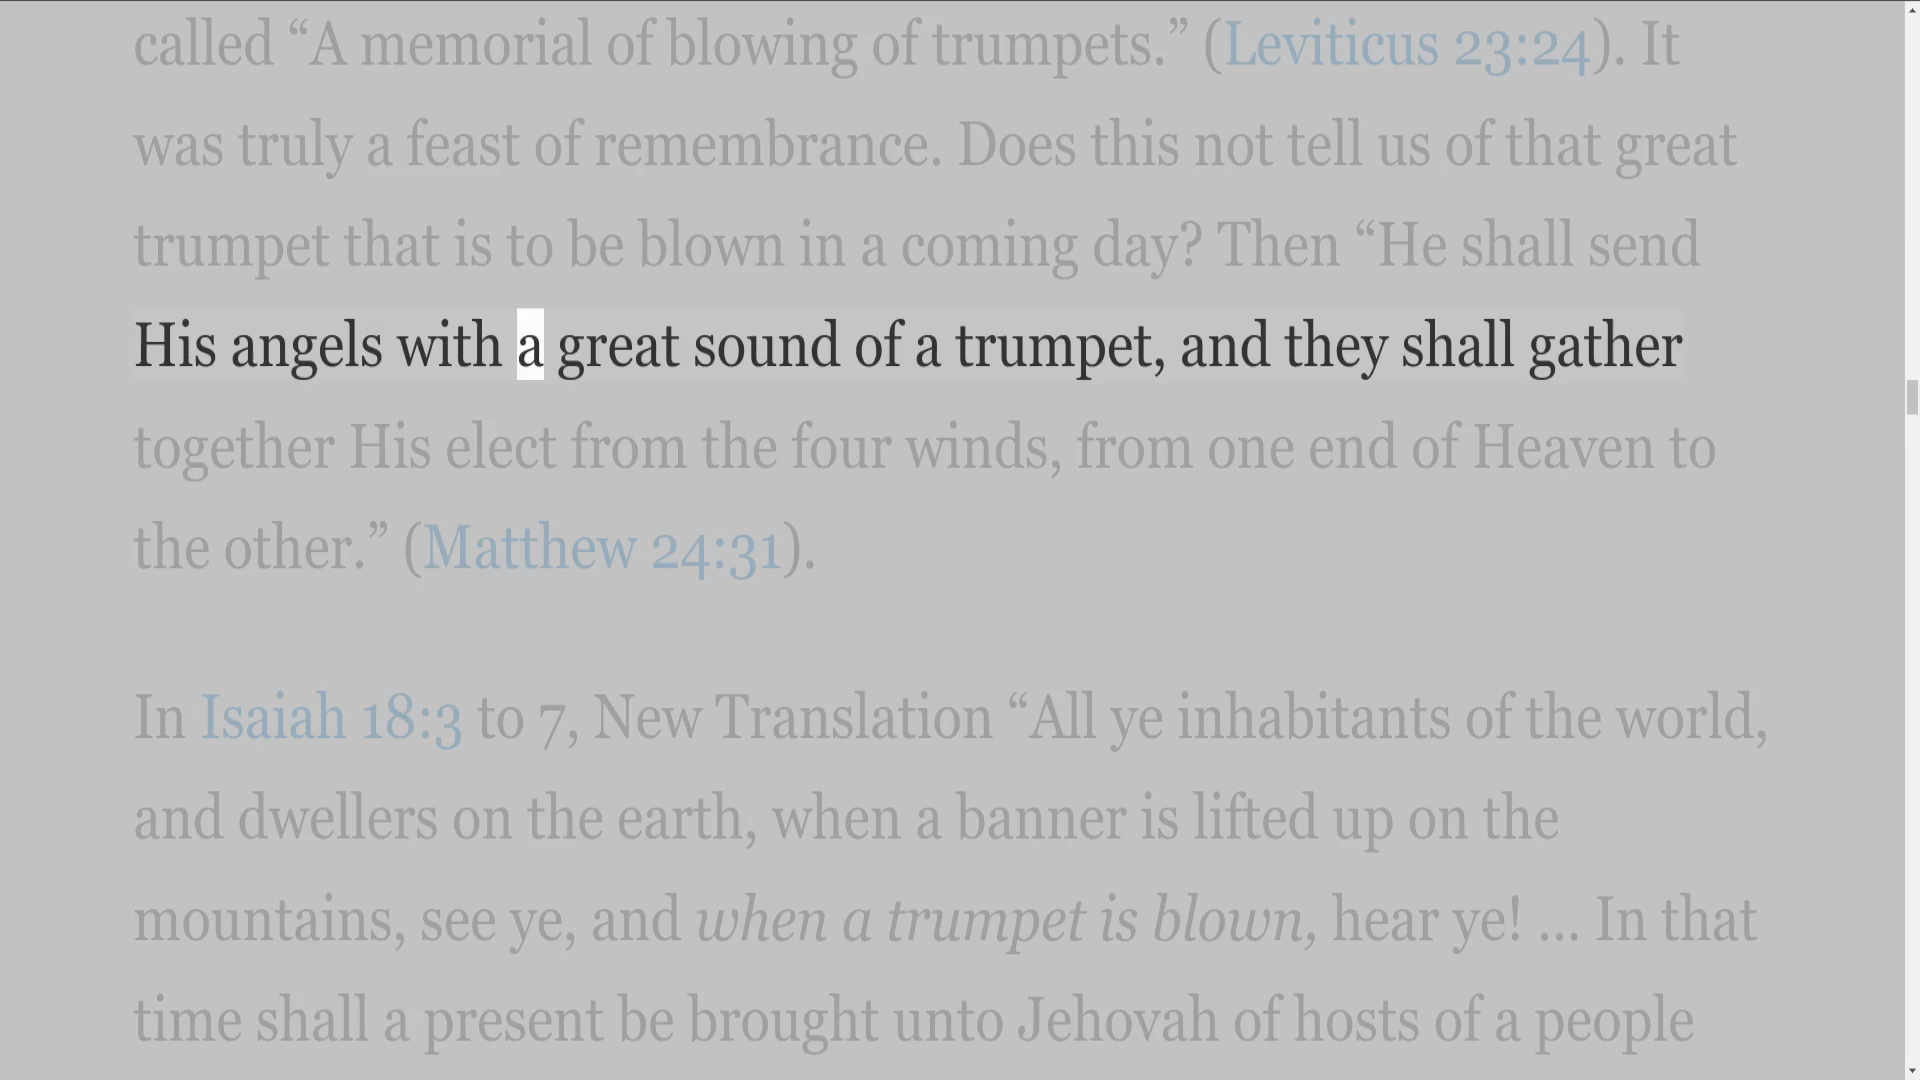 called “A memorial of blowing of trumpets.” (Leviticus 23:24). It
was truly a feast of remembrance. Does this not tell us of that great
trumpet that is to be blown in a coming day? Then “He shall send
His angels with a great sound of a trumpet, and they shall gather
together His elect from the four winds, from one end of Heaven to
the other.” (Matthew 24:31).
In Isaiah 18:3 to 7, New Translation “All ye inhabitants of the world,
and dwellers on the earth, when a banner is lifted up on the
mountains, see ye, and when a trumpet is blown, hear ye! ... In that
time shall a present be brought unto Jehovah of hosts of a people